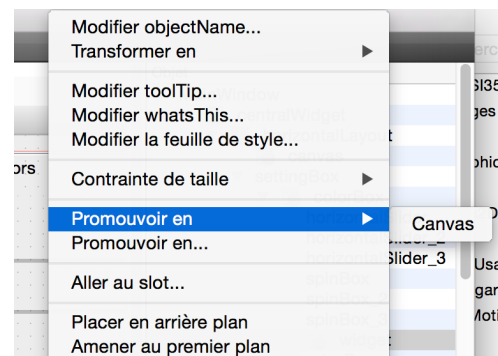 Modifier objectName...
Transformer en
Modifier toolTip...
Modifier whatsThis...
Modifier la feuille de style...
Contrainte de taille
Promouvoir en
Canvas
Promouvoir en...
Slider_3
Aller au slot...
Placer en arrière plan
Amener au premier plan